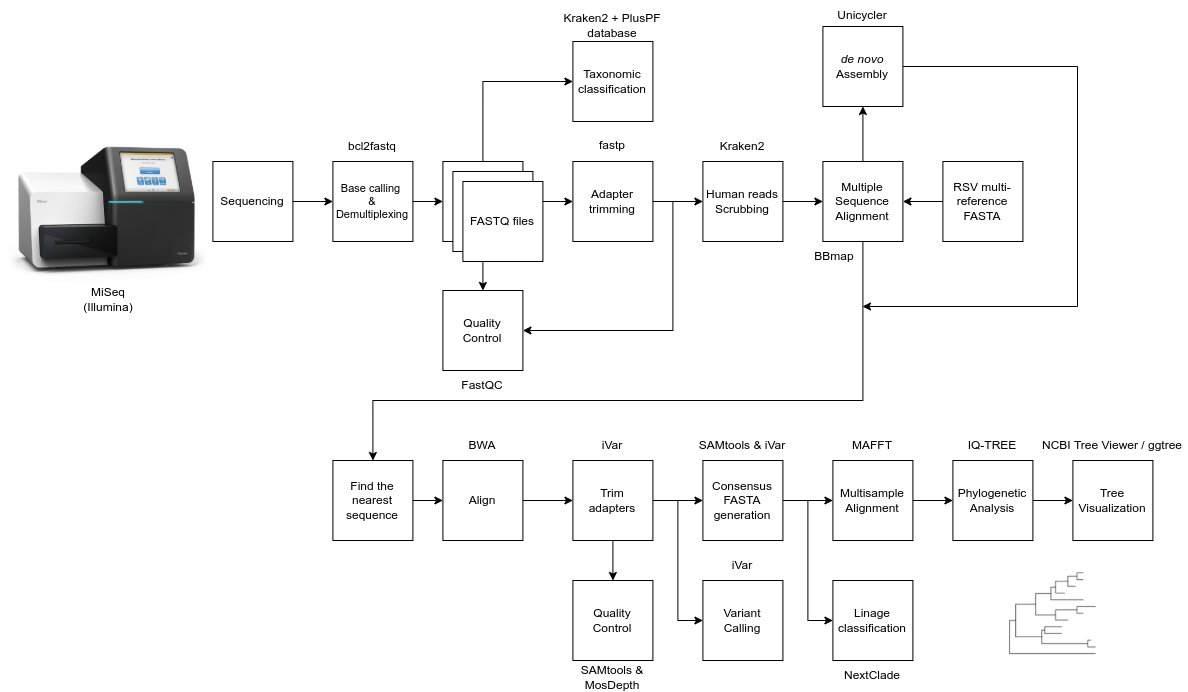 Kraken2 + PlusPF
database
Taxonomic
classification
Unicycler
de novo
Assembly
MiSeq
(Illumina)
Sequencing
bcl2fastq
Base calling
&
Demultiplexing
FASTQ files
fastp
Adapter
trimming
Kraken2
Human reads
Scrubbing
Multiple
Sequence
Alignment
BBmap
RSV multi-
reference
FASTA
Quality
Control
FastQC
Find the
nearest
sequence
BWA
Align
iVar
Trim
adapters
SAMtools & iVar
Consensus
FASTA
generation
MAFFT
Multisample
Alignment
IQ-TREE
Phylogenetic
Analysis
NCBI Tree Viewer / ggtree
Tree
Visualization
Quality
Control
SAMtools &
MosDepth
iVar
Variant
Calling
Linage
classification
NextClade